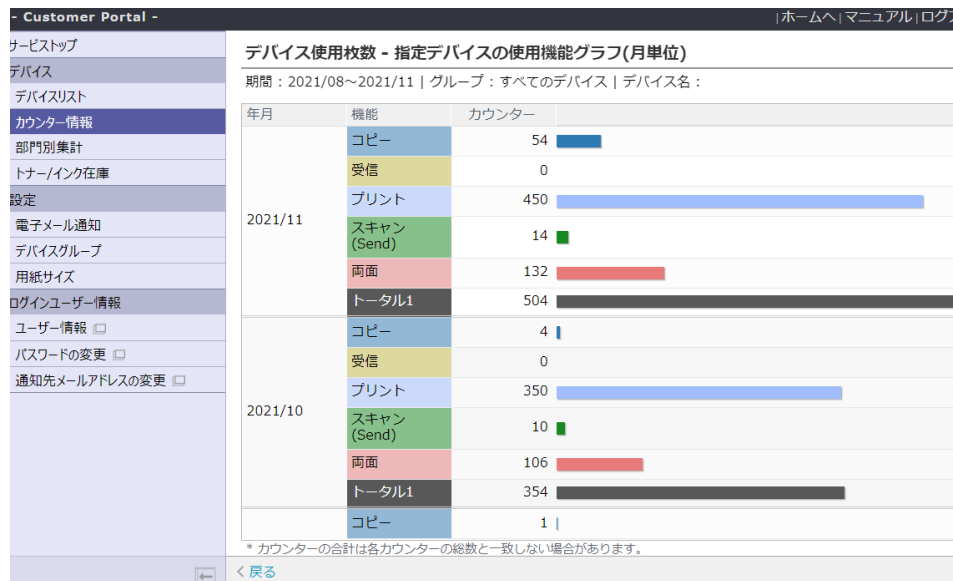 - Customer Portal -
|ホームへ|マニュアル|ログ
サービストップ
デバイス
デバイスリスト
カウンター情報
部門別集計
トナー/インク在庫
設定
電子メール通知
デバイスグループ
用紙サイズ
ログインユーザー情報
ユーザー情報
パスワードの変更
通知先メールアドレスの変更
デバイス使用枚数 - 指定デバイスの使用機能グラフ(月単位)
期間：2021/08～2021/11 | グループ：すべてのデバイス | デバイス名：
年月 機能 カウンター
2021/11
コピー 54
受信 0
プリント 450
スキャン
(Send) 14
両面 132
トータル1 504
2021/10
コピー 4
受信 0
プリント 350
スキャン
(Send) 10
両面 106
トータル1 354
コピー 1
* カウンターの合計は各カウンターの総数と一致しない場合があります。
< 戻る